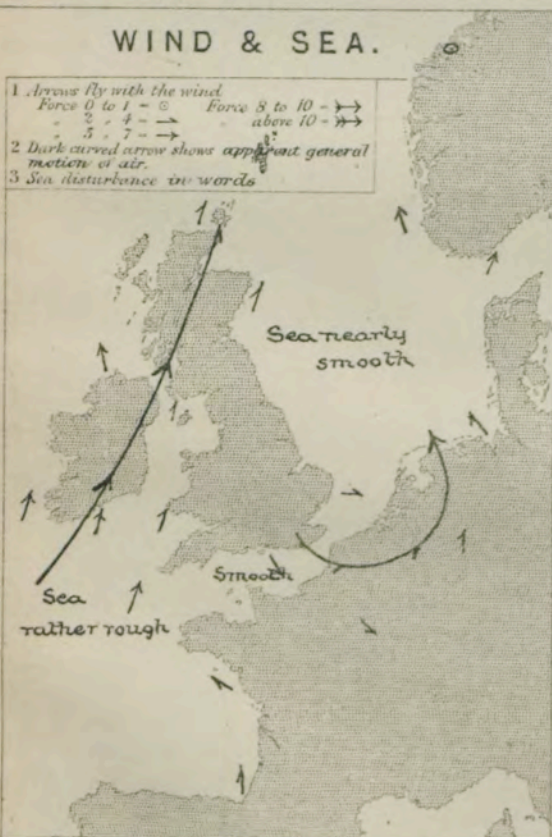 WIND & SEA.
1 Arrows fly with the wind
Force 0 to 1 - ⊙ Force 8 to 10 -
" 2 " 4 - " above 10 -
" 5 " 7 -
2 Dark curved arrow shows apparent general
motion of air.
3 Sea disturbance in words
Sea nearly
smooth
Smooth
Sea
rather rough